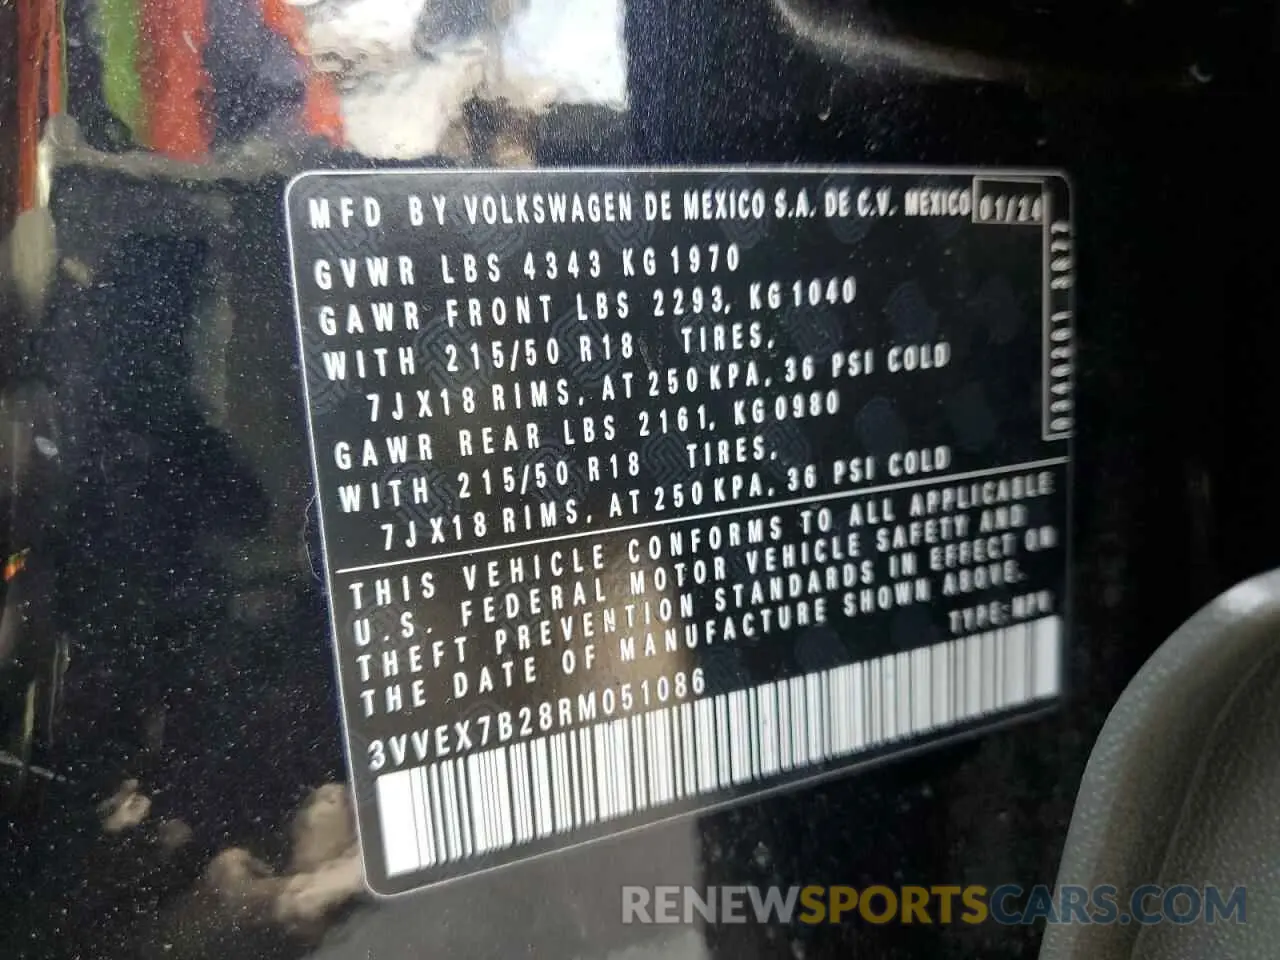 MFD BY VOLKSWAGEN DE MEXICO S.A. DE C.V. MEXICO 01/24
GVWR LBS 4343 KG 1970
GAWR FRONT LBS 2293, KG 1040
WITH 215/50 R18 TIRES,
7JX18 RIMS, AT 250 KPA, 36 PSI COLD
GAWR REAR LBS 2161, KG 0980
WITH 215/50 R18 TIRES,
7JX18 RIMS, AT 250 KPA, 36 PSI COLD
THIS VEHICLE CONFORMS TO ALL APPLICABLE
U.S. FEDERAL MOTOR VEHICLE SAFETY AND
THEFT PREVENTION STANDARDS IN EFFECT ON
THE DATE OF MANUFACTURE SHOWN ABOVE.
TYPE: MPV
3VVEX7B28RM051086
RENEWSPORTSCARS.COM